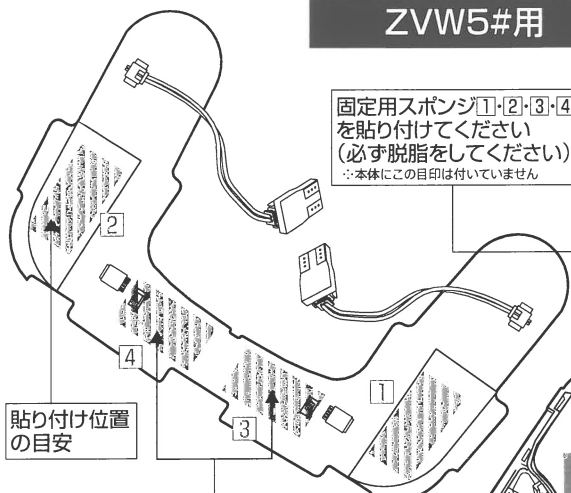 ZVW5#用
固定用スポンジ1・2・3・4
を貼り付けてください
(必ず脱脂をしてください)
∵本体にこの目印は付いていません
2
4
3
1
貼り付け位置
の目安